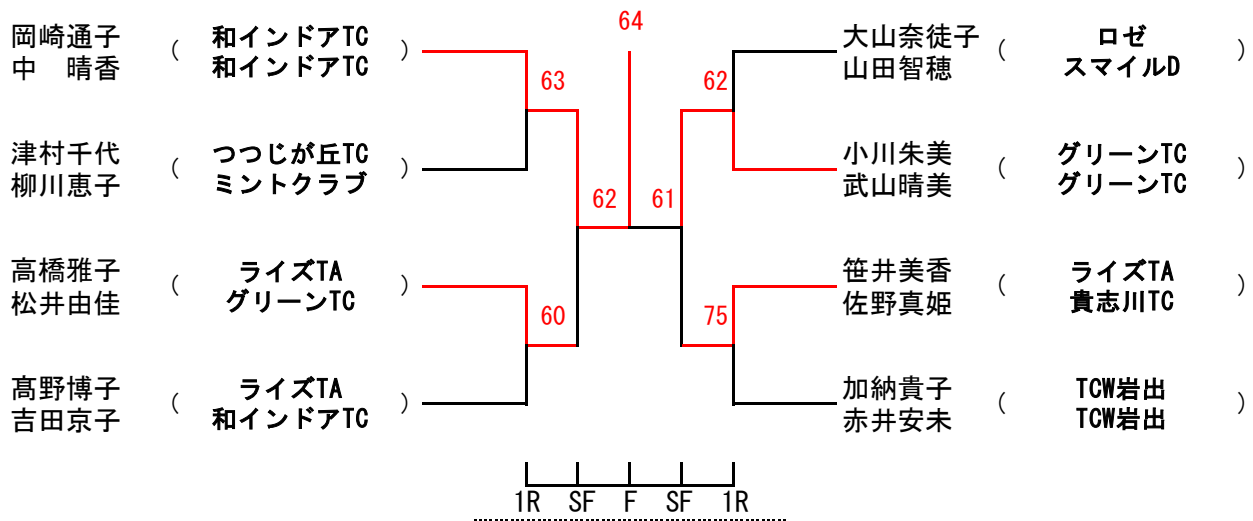 64
岡崎通子
中　晴香
（ 和インドアTC ）
和インドアTC
63
津村千代
柳川恵子
（ つつじが丘TC ）
ミントクラブ
62
高橋雅子
松井由佳
（ ライズTA ）
グリーンTC
60
髙野博子
吉田京子
（ ライズTA ）
和インドアTC
大山奈徒子
山田智穂
（ ロゼ ）
スマイルD
62
小川朱美
武山晴美
（ グリーンTC ）
グリーンTC
61
笹井美香
佐野真姫
（ ライズTA ）
貴志川TC
75
加納貴子
赤井安未
（ TCW岩出 ）
TCW岩出
1R SF F SF 1R